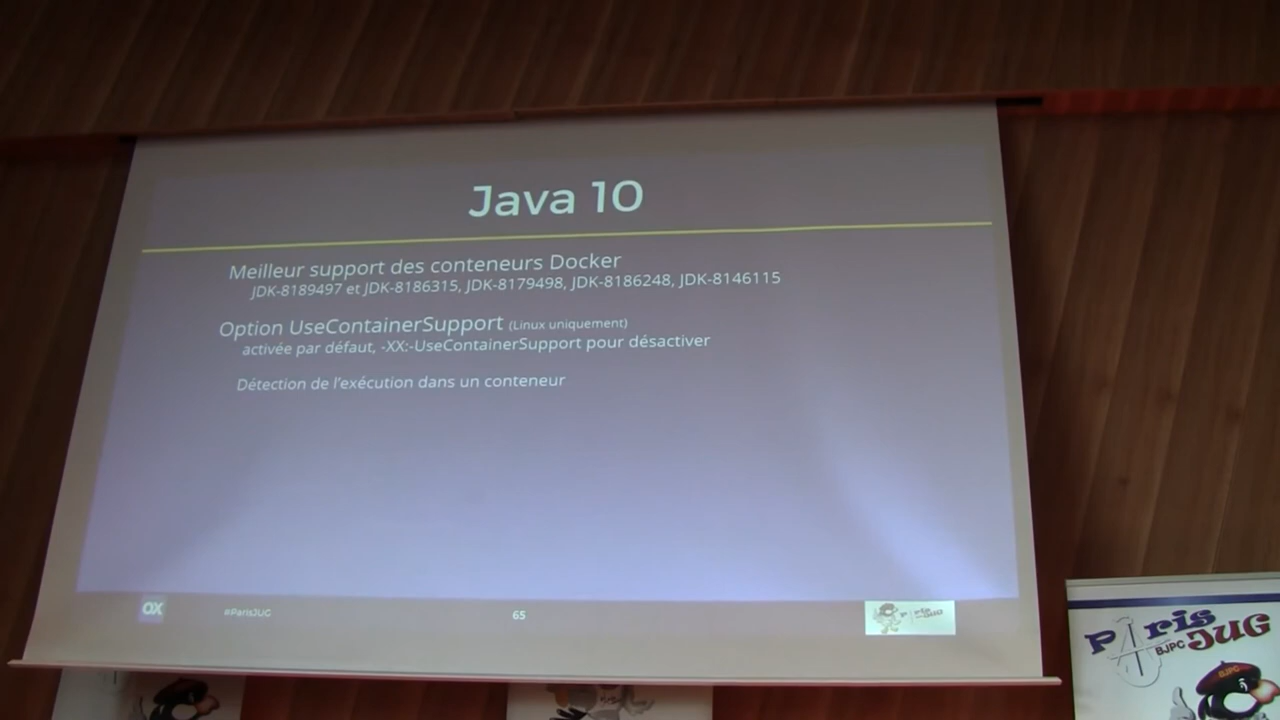 Java 10
Meilleur support des conteneurs Docker
JDK-8189497 et JDK-8186315, JDK-8179498, JDK-8186248, JDK-8146115
Option UseContainerSupport (Linux uniquement)
activée par défaut, -XX:-UseContainerSupport pour désactiver
Détection de l'exécution dans un conteneur
OX
#ParisJUG
65
Paris
BJPC JUG
BJPC